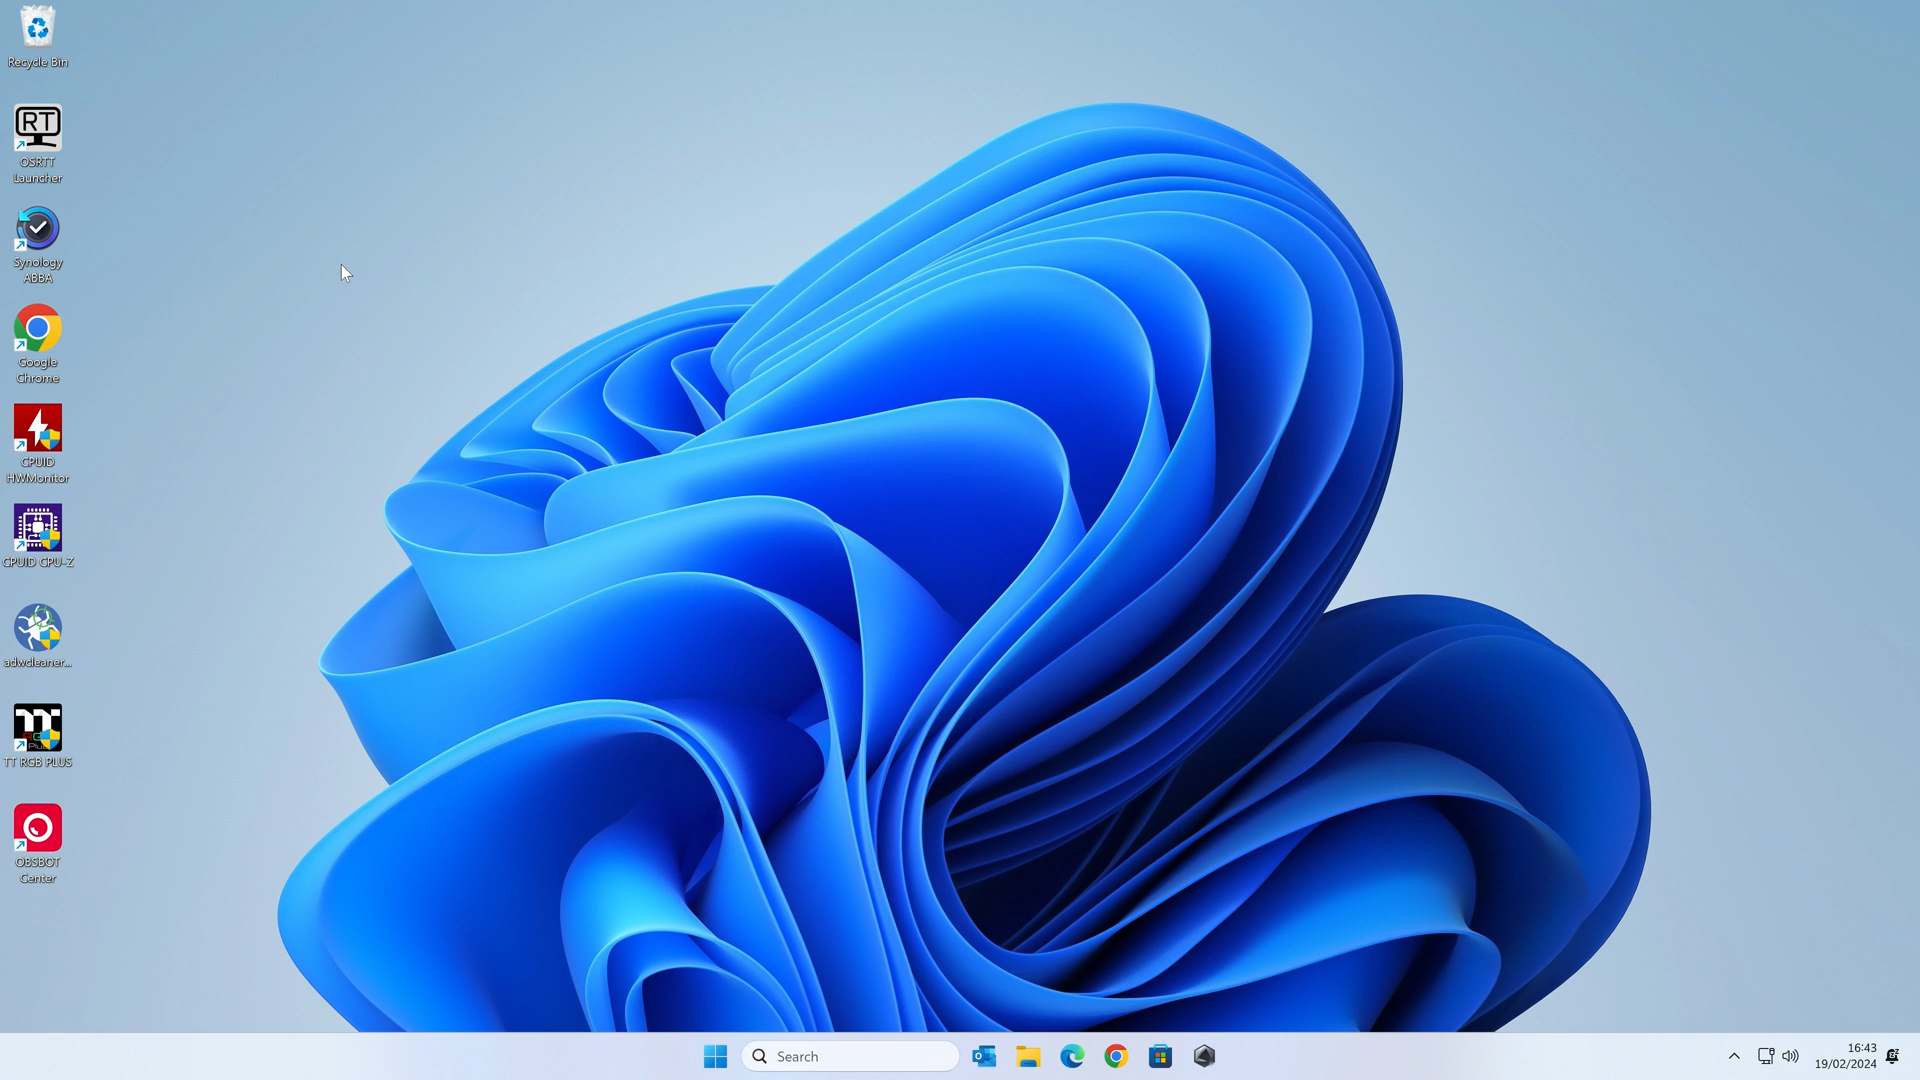 Recycle Bin
RT
OSRTT
Launcher
Synology
ABBA
Google
Chrome
CPUID
HWMonitor
CPUID CPU-Z
adwcleaner...
TT RGB PLUS
OBSBOT
Center
Search
16:43
19/02/2024